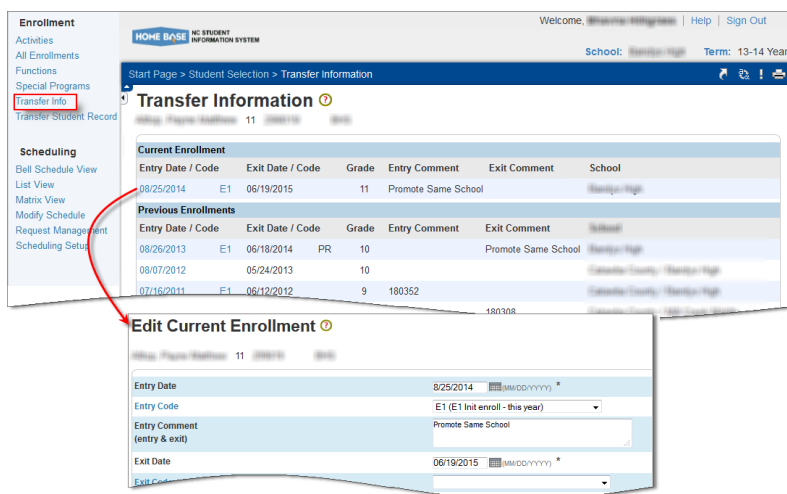 Enrollment
Activities
All Enrollments
Functions
Special Programs
Transfer Info
Transfer Student Record
Scheduling
Bell Schedule View
List View
Matrix View
Modify Schedule
Request Management
Scheduling Setup
HOME BASE NC STUDENT INFORMATION SYSTEM
Welcome, | Help | Sign Out
School: Term: 13-14 Year
Start Page > Student Selection > Transfer Information
Transfer Information
11
Current Enrollment
Entry Date / Code Exit Date / Code Grade Entry Comment Exit Comment School
08/25/2014 E1 06/19/2015 11 Promote Same School
Previous Enrollments
Entry Date / Code Exit Date / Code Grade Entry Comment Exit Comment School
08/26/2013 E1 06/18/2014 PR 10 Promote Same School
08/07/2012 05/24/2013 10
07/16/2011 E1 06/12/2012 9 180352
180308
Edit Current Enrollment
11
Entry Date 8/25/2014 (MM/DD/YYYY) *
Entry Code E1 (E1 Init enroll - this year)
Entry Comment Promote Same School
(entry & exit)
Exit Date 06/19/2015 (MM/DD/YYYY) *
Exit Code